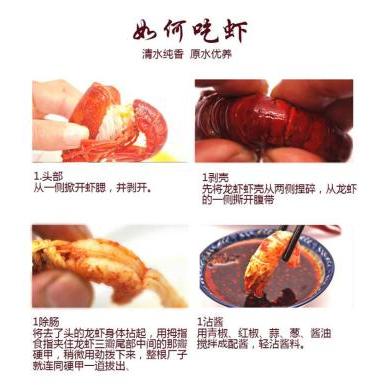 如何吃虾
清水纯香 原水优养
1.头部
从一侧掀开虾腮，并剥开。
1剥壳
先将龙虾虾壳从两侧捏碎，从龙虾
的一侧撕开腹带
1除肠
将去了头的龙虾身体拈起，用拇指
食指夹住龙虾三瓣尾部中间的那瓣
硬甲，稍微用劲拨下来，整根厂子
就连同硬甲一道拔出、
1沾酱
用青椒、红椒、蒜、葱、酱油
搅拌成配酱，轻沾酱料。